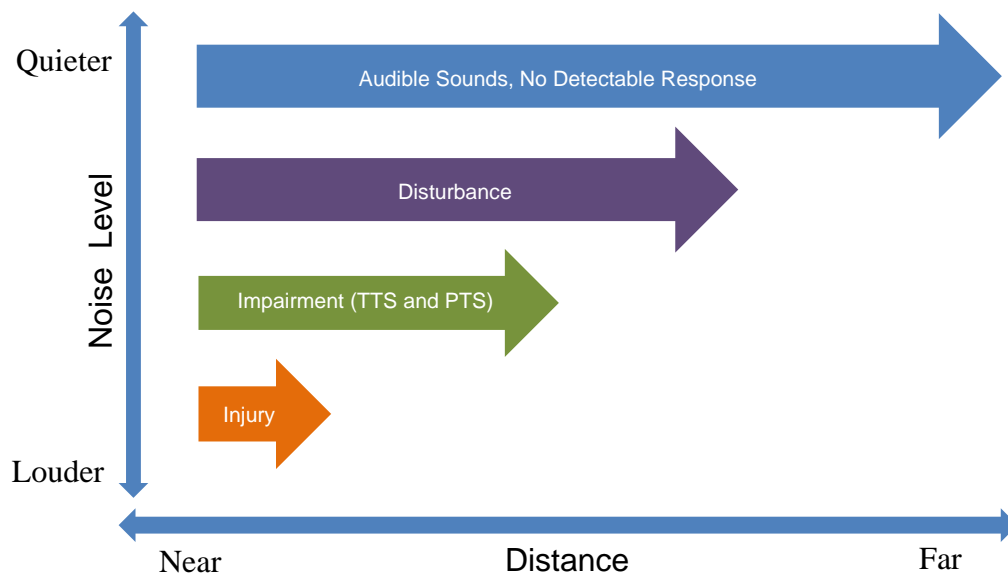 Quieter
Audible Sounds, No Detectable Response
Disturbance
Noise Level
Impairment (TTS and PTS)
Injury
Louder
Near
Distance
Far